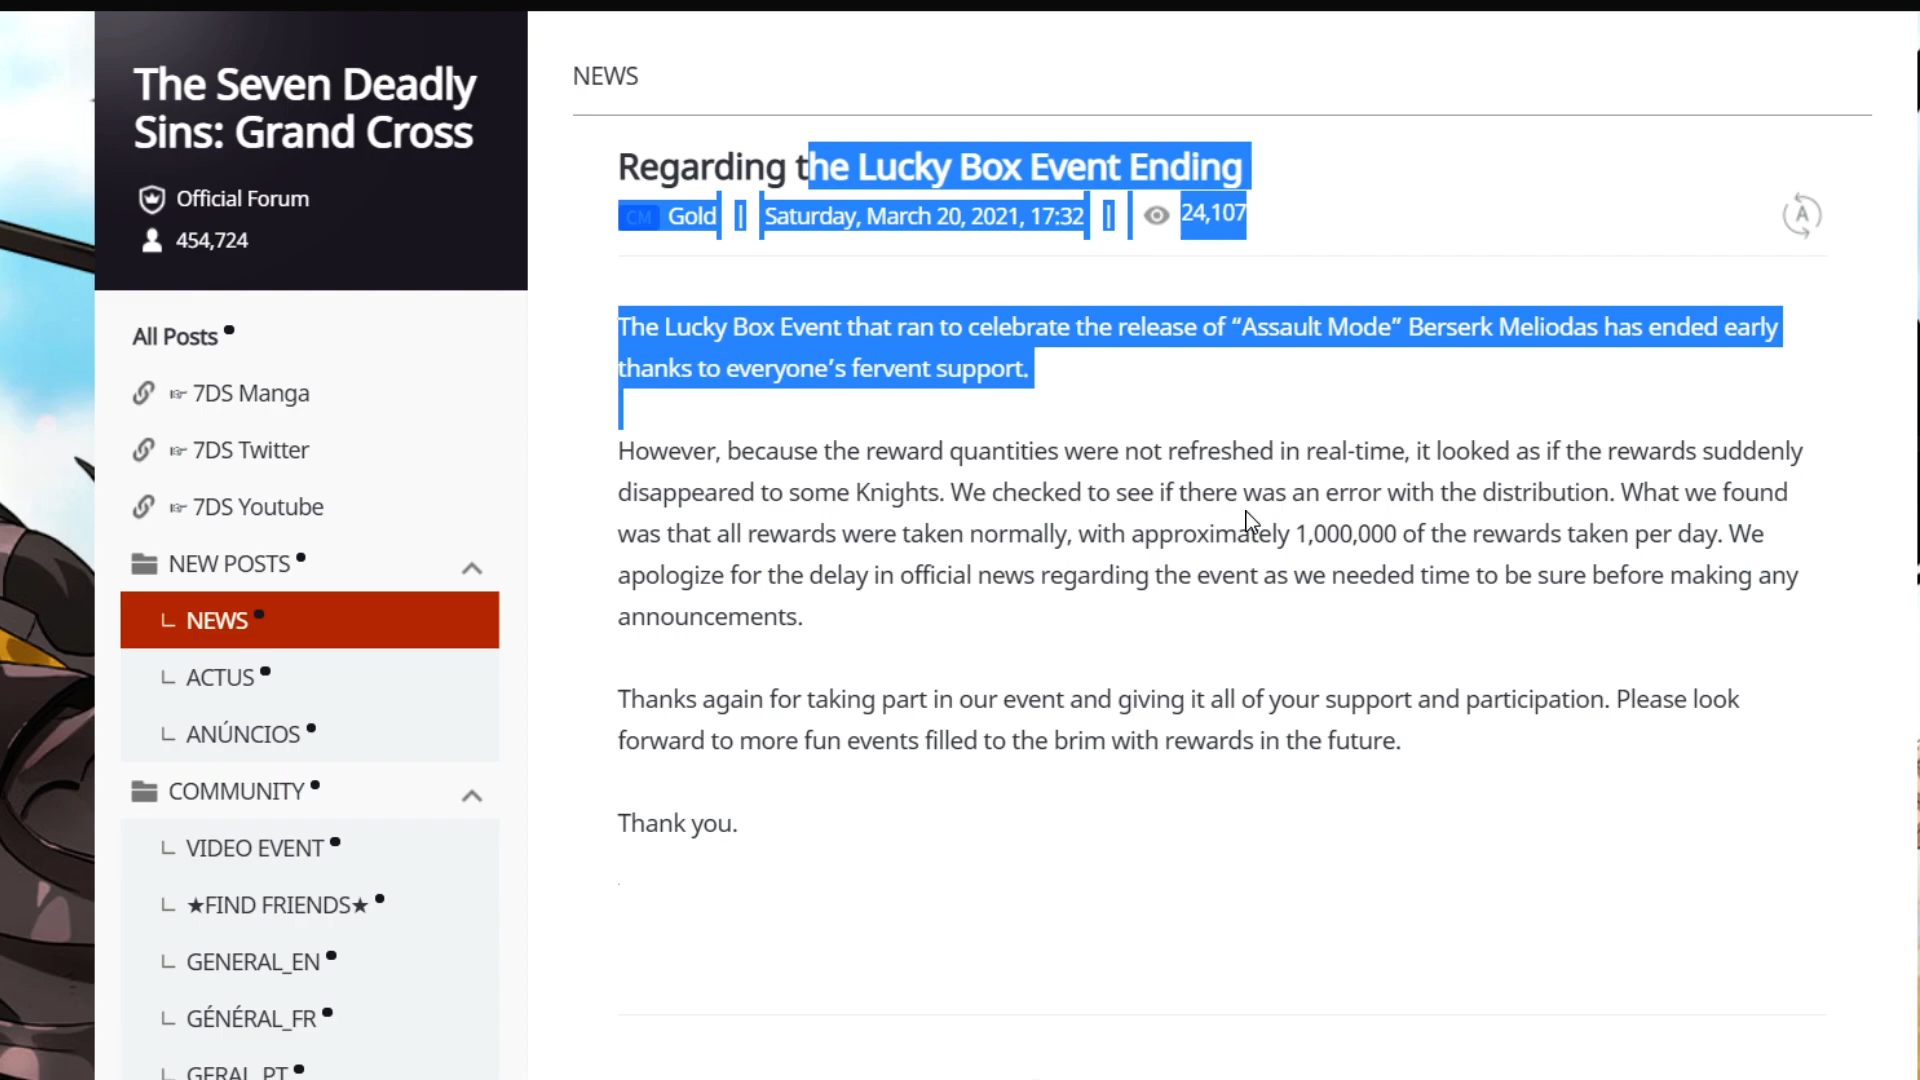 The Seven Deadly
Sins: Grand Cross
Official Forum
454,724
All Posts
☞ 7DS Manga
☞ 7DS Twitter
☞ 7DS Youtube
NEW POSTS
NEWS
ACTUS
ANÚNCIOS
COMMUNITY
VIDEO EVENT
★FIND FRIENDS★
GENERAL_EN
GÉNÉRAL_FR
GERAL_PT
NEWS
Regarding the Lucky Box Event Ending
CM Gold | Saturday, March 20, 2021, 17:32 | 24,107
A
The Lucky Box Event that ran to celebrate the release of “Assault Mode” Berserk Meliodas has ended early
thanks to everyone’s fervent support.
However, because the reward quantities were not refreshed in real-time, it looked as if the rewards suddenly
disappeared to some Knights. We checked to see if there was an error with the distribution. What we found
was that all rewards were taken normally, with approximately 1,000,000 of the rewards taken per day. We
apologize for the delay in official news regarding the event as we needed time to be sure before making any
announcements.
Thanks again for taking part in our event and giving it all of your support and participation. Please look
forward to more fun events filled to the brim with rewards in the future.
Thank you.
.